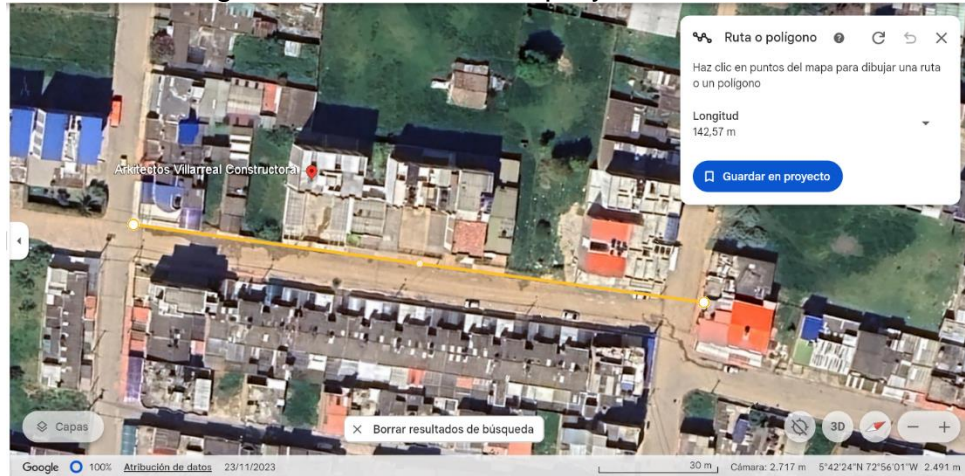 Ruta o polígono
Haz clic en puntos del mapa para dibujar una ruta
o un polígono
Longitud
142,57 m
Guardar en proyecto
Arkitectos Villarreal Constructora
Capas
Borrar resultados de búsqueda
3D
Google 100% Atribución de datos 23/11/2023 30 m Cámara: 2.717 m 5°42'24"N 72°56'01"W 2.491 m